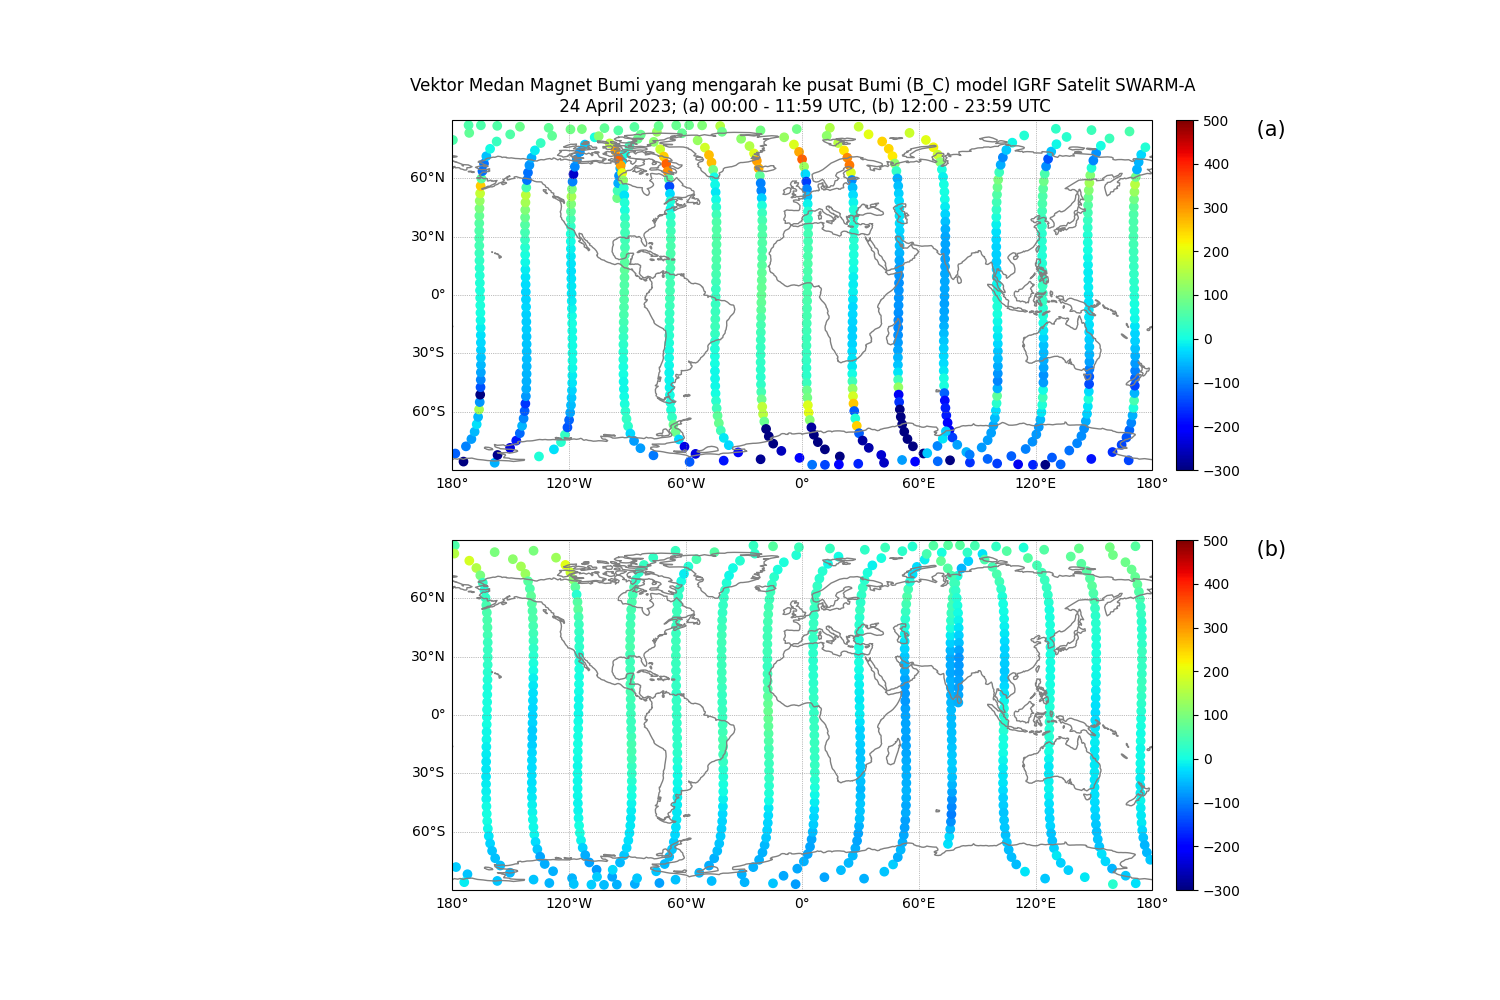 Vektor Medan Magnet Bumi yang mengarah ke pusat Bumi (B_C) model IGRF Satelit SWARM-A
24 April 2023; (a) 00:00 - 11:59 UTC, (b) 12:00 - 23:59 UTC
(a)
500
400
300
200
100
0
−100
−200
−300
60°N
30°N
0°
30°S
60°S
180° 120°W 60°W 0° 60°E 120°E 180°
(b)
500
400
300
200
100
0
−100
−200
−300
60°N
30°N
0°
30°S
60°S
180° 120°W 60°W 0° 60°E 120°E 180°